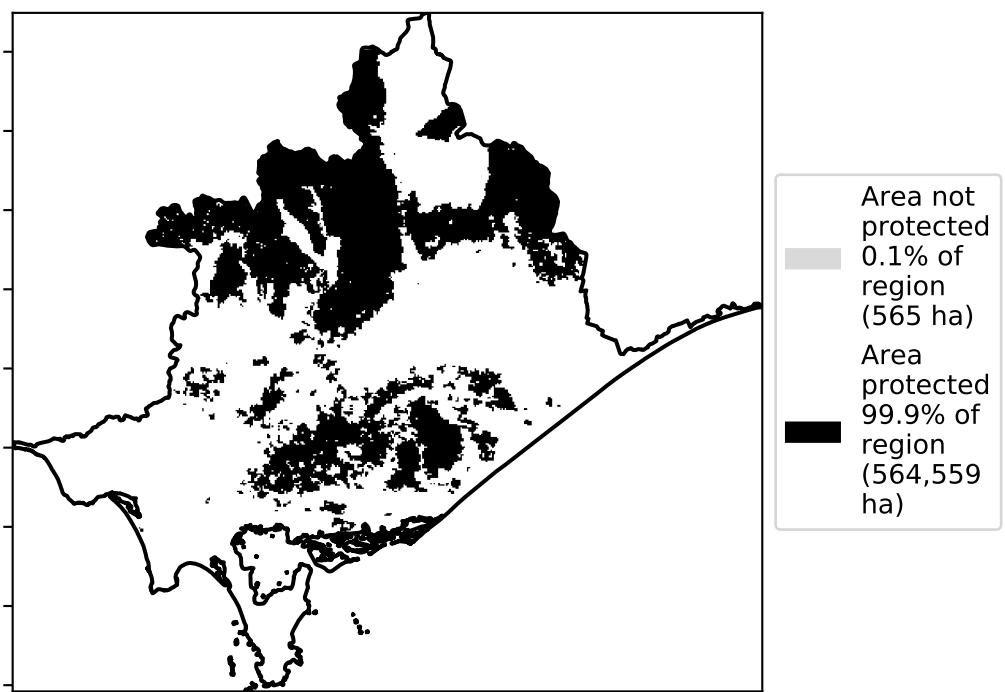 Area not
protected
0.1% of
region
(565 ha)
Area
protected
99.9% of
region
(564,559
ha)